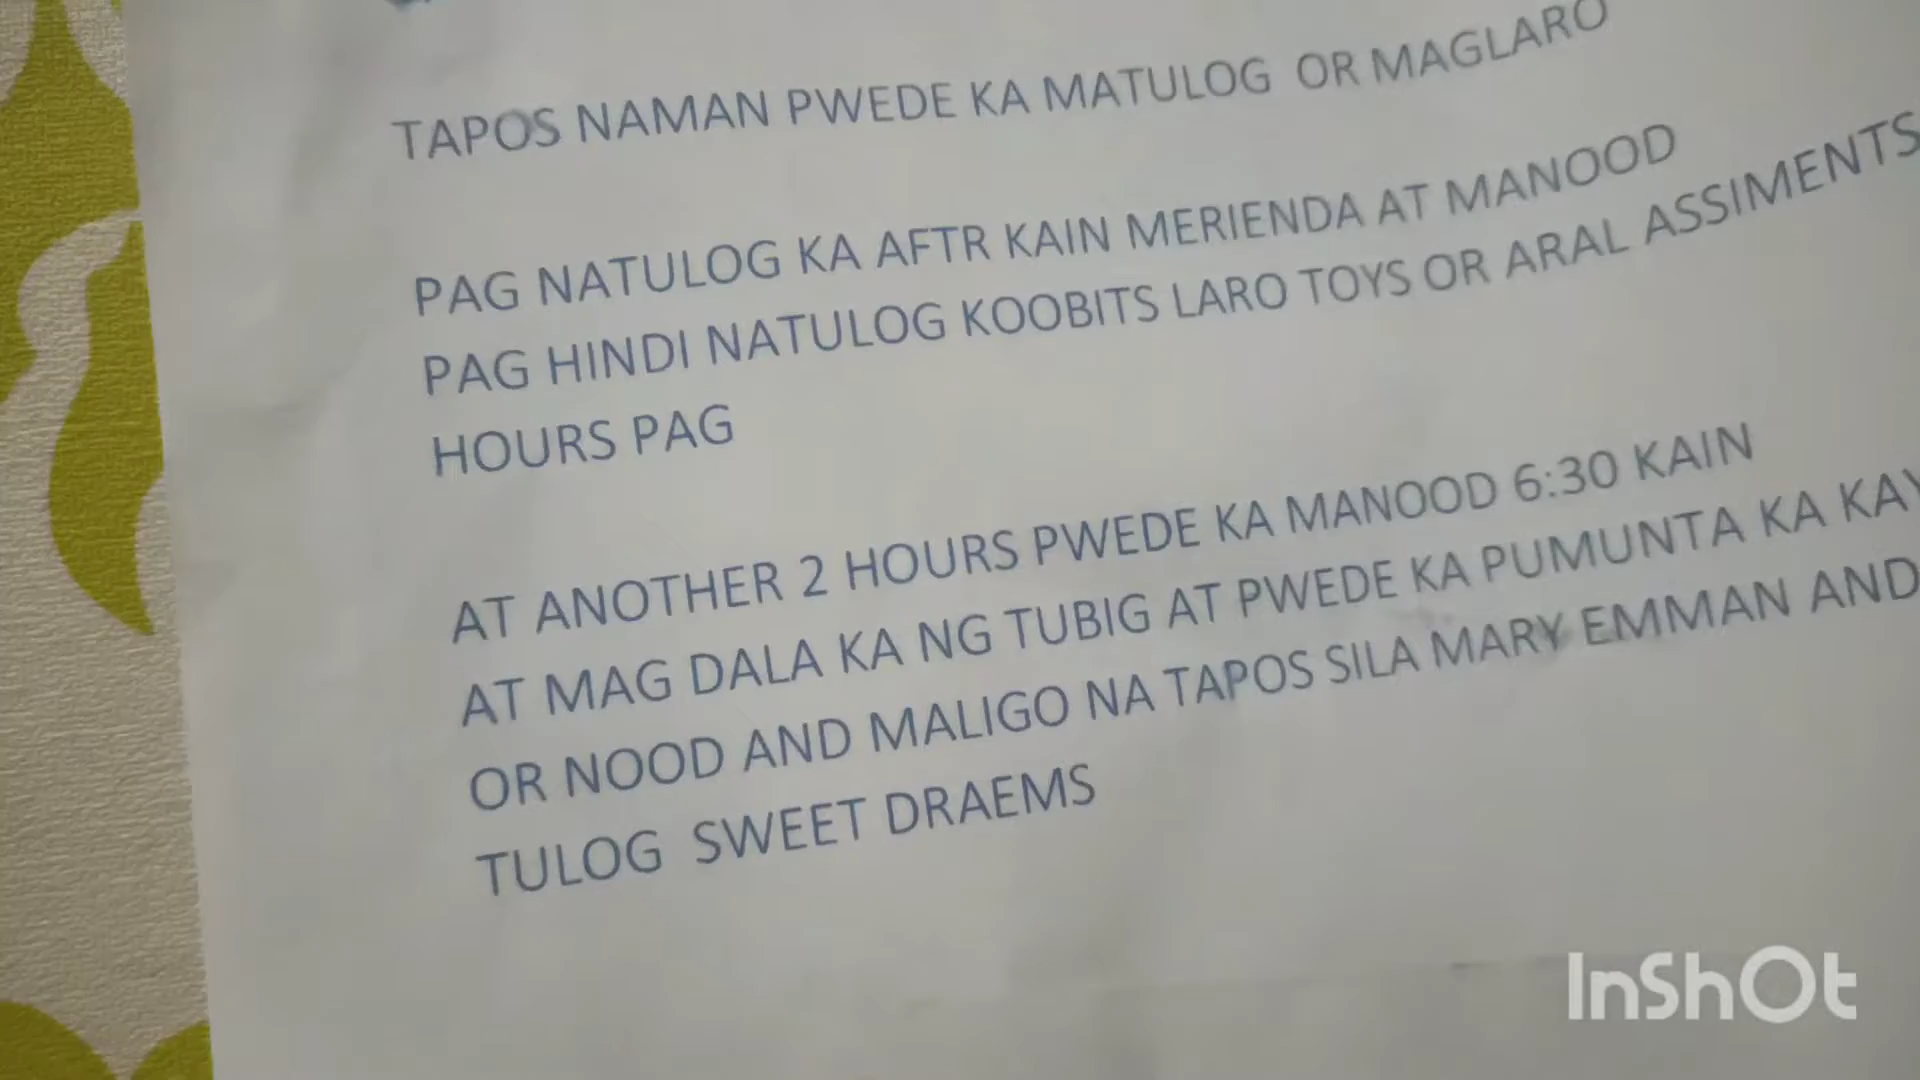 TAPOS NAMAN PWEDE KA MATULOG OR MAGLARO
PAG NATULOG KA AFTR KAIN MERIENDA AT MANOOD
PAG HINDI NATULOG KOOBITS LARO TOYS OR ARAL ASSIMENTS
HOURS PAG
AT ANOTHER 2 HOURS PWEDE KA MANOOD 6:30 KAIN
AT MAG DALA KA NG TUBIG AT PWEDE KA PUMUNTA KA KAY
OR NOOD AND MALIGO NA TAPOS SILA MARY EMMAN AND
TULOG SWEET DRAEMS
InShOt